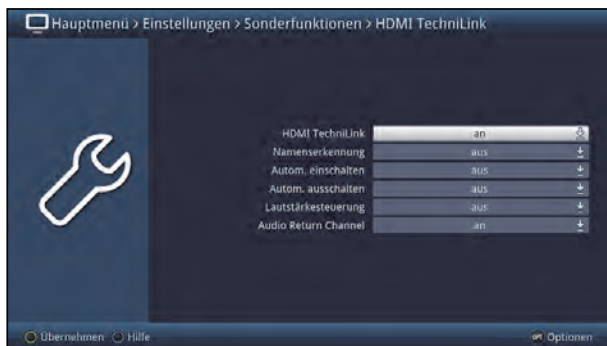 Hauptmenü > Einstellungen > Sonderfunktionen > HDMI TechniLink
HDMI TechniLink an
Namenserkennung aus
Autom. einschalten aus
Autom. ausschalten aus
Lautstärkesteuerung aus
Audio Return Channel an
Übernehmen Hilfe OPT Optionen